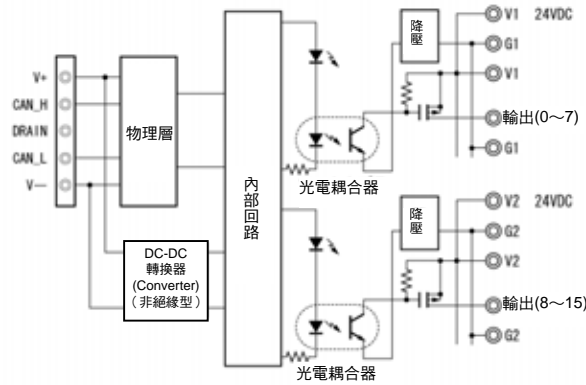 V+
CAN_H
DRAIN
CAN_L
V—
物理層
DC-DC
轉換器
(Converter)
(非絕緣型)
內部回路
光電耦合器
降壓
V1 24VDC
G1
V1
輸出(0～7)
G1
光電耦合器
降壓
V2 24VDC
G2
V2
輸出(8～15)
G2